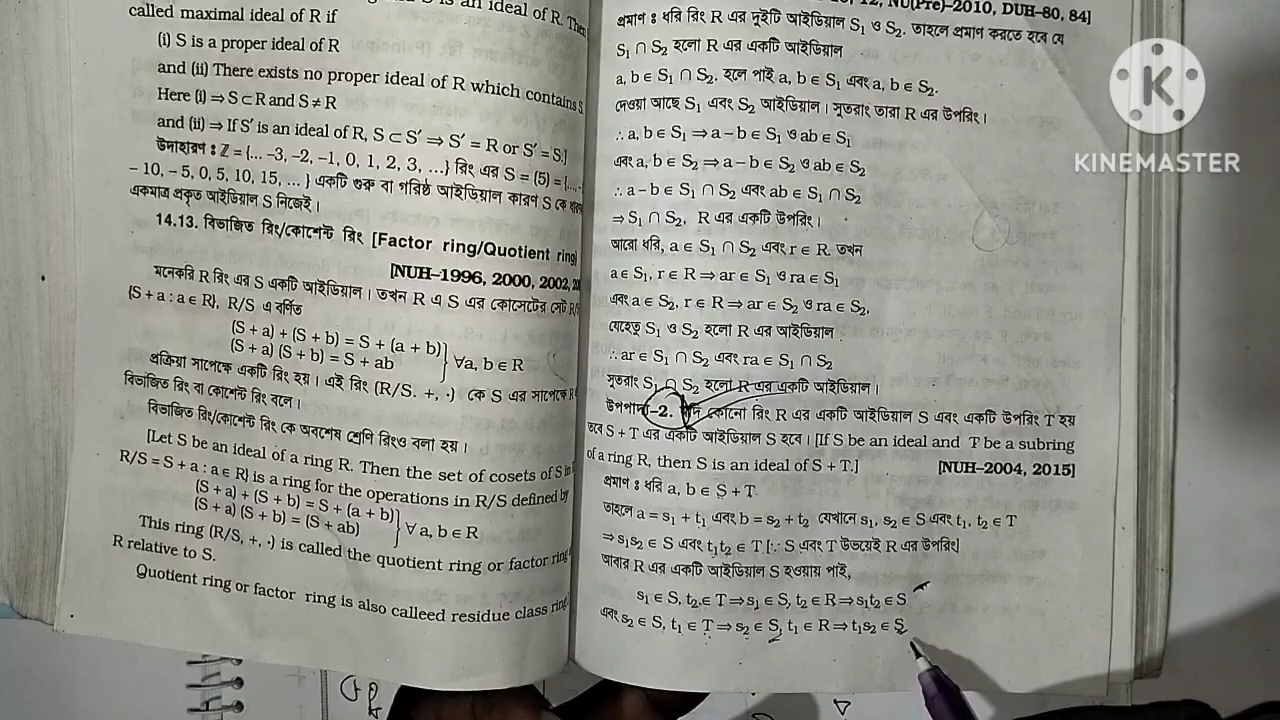 is an ideal of R. Then
called maximal ideal of R if
(i) S is a proper ideal of R
and (ii) There exists no proper ideal of R which contains S
Here (i) ⇒ S ⊂ R and S ≠ R
and (ii) ⇒ If S′ is an ideal of R, S ⊂ S′ ⇒ S′ = R or S′ = S.]
উদাহরণ : ℤ = {... –3, –2, –1, 0, 1, 2, 3, ...} রিং এর S = (5) = {...,
– 10, – 5, 0, 5, 10, 15, ... } একটি গুরু বা গরিষ্ঠ আইডিয়াল কারণ S কে
একমাত্র প্রকৃত আইডিয়াল S নিজেই।
14.13. বিভাজিত রিং/কোশেন্ট রিং [Factor ring/Quotient ring]
[NUH–1996, 2000, 2002,
মনেকরি R রিং এর S একটি আইডিয়াল। তখন R এ S এর কোসেটের সেট R/S
{S + a : a ∈ R}, R/S এ বর্ণিত
(S + a) + (S + b) = S + (a + b)
(S + a) (S + b) = S + ab } ∀a, b ∈ R
প্রক্রিয়া সাপেক্ষে একটি রিং হয়। এই রিং (R/S. +, ·) কে S এর সাপেক্ষে R
বিভাজিত রিং বা কোশেন্ট রিং বলে।
বিভাজিত রিং/কোশেন্ট রিং কে অবশেষ শ্রেণি রিংও বলা হয়।
[Let S be an ideal of a ring R. Then the set of cosets of S in
R/S = S + a : a ∈ R} is a ring for the operations in R/S defined by
(S + a) + (S + b) = S + (a + b)
(S + a) (S + b) = (S + ab) } ∀ a, b ∈ R
This ring (R/S, +, ·) is called the quotient ring or factor ring
R relative to S.
Quotient ring or factor ring is also calleed residue class ring.
12, NU(Pre)–2010, DUH–80, 84]
প্রমাণ : ধরি রিং R এর দুইটি আইডিয়াল S₁ ও S₂. তাহলে প্রমাণ করতে হবে যে
S₁ ∩ S₂ হলো R এর একটি আইডিয়াল
a, b ∈ S₁ ∩ S₂. হলে পাই a, b ∈ S₁ এবং a, b ∈ S₂.
দেওয়া আছে S₁ এবং S₂ আইডিয়াল। সুতরাং তারা R এর উপরিং।
∴ a, b ∈ S₁ ⇒ a – b ∈ S₁ ও ab ∈ S₁
এবং a, b ∈ S₂ ⇒ a – b ∈ S₂ ও ab ∈ S₂
∴ a – b ∈ S₁ ∩ S₂ এবং ab ∈ S₁ ∩ S₂
⇒ S₁ ∩ S₂, R এর একটি উপরিং।
আরো ধরি, a ∈ S₁ ∩ S₂ এবং r ∈ R. তখন
a ∈ S₁, r ∈ R ⇒ ar ∈ S₁ ও ra ∈ S₁
এবং a ∈ S₂, r ∈ R ⇒ ar ∈ S₂ ও ra ∈ S₂,
যেহেতু S₁ ও S₂ হলো R এর আইডিয়াল
∴ ar ∈ S₁ ∩ S₂ এবং ra ∈ S₁ ∩ S₂
সুতরাং S₁ ∩ S₂ হলো R এর একটি আইডিয়াল।
উপপাদ্য–2. যদি কোনো রিং R এর একটি আইডিয়াল S এবং একটি উপরিং T হয়
তবে S + T এর একটি আইডিয়াল S হবে। [If S be an ideal and T be a subring
of a ring R, then S is an ideal of S + T.] [NUH–2004, 2015]
প্রমাণ : ধরি a, b ∈ S + T.
তাহলে a = s₁ + t₁ এবং b = s₂ + t₂ যেখানে s₁, s₂ ∈ S এবং t₁, t₂ ∈ T
⇒ s₁s₂ ∈ S এবং t₁t₂ ∈ T [∵ S এবং T উভয়েই R এর উপরিং]
আবার R এর একটি আইডিয়াল S হওয়ায় পাই,
s₁ ∈ S, t₂ ∈ T ⇒ s₁ ∈ S, t₂ ∈ R ⇒ s₁t₂ ∈ S
এবং s₂ ∈ S, t₁ ∈ T ⇒ s₂ ∈ S, t₁ ∈ R ⇒ t₁s₂ ∈ S
K
KINEMASTER